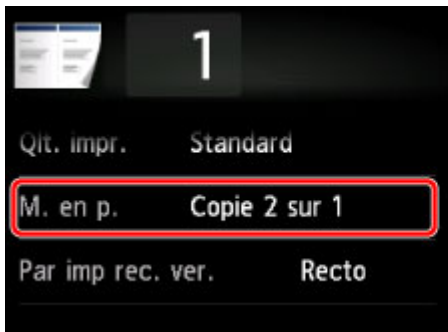 1
Qlt. impr. Standard
M. en p. Copie 2 sur 1
Par imp rec. ver. Recto